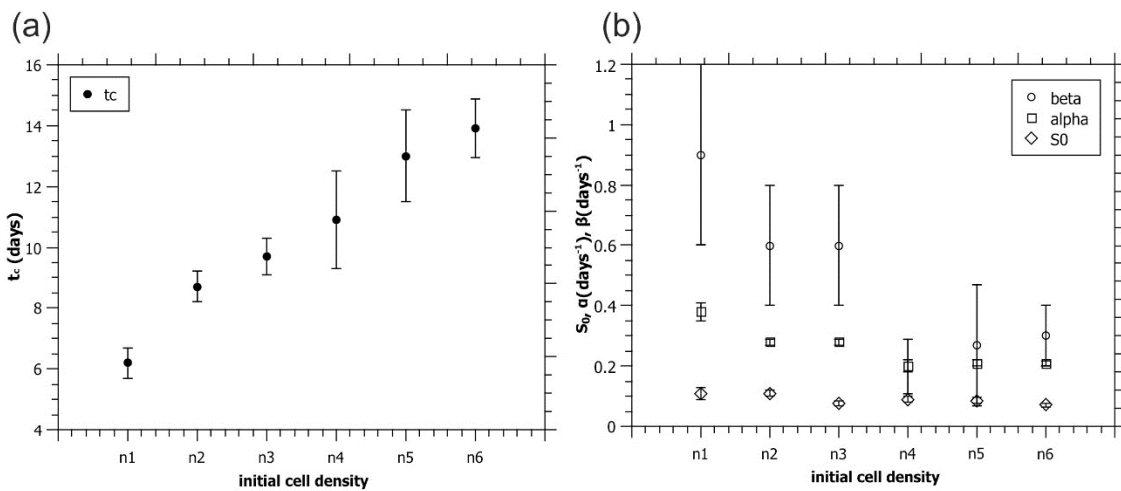 (a)
16
14
12
10
8
6
4
tc
n1 n2 n3 n4 n5 n6
tc (days)
initial cell density
(b)
1.2
1
0.8
0.6
0.4
0.2
0
beta
alpha
S0
n1 n2 n3 n4 n5 n6
S₀, α(days⁻¹), β(days⁻¹)
initial cell density